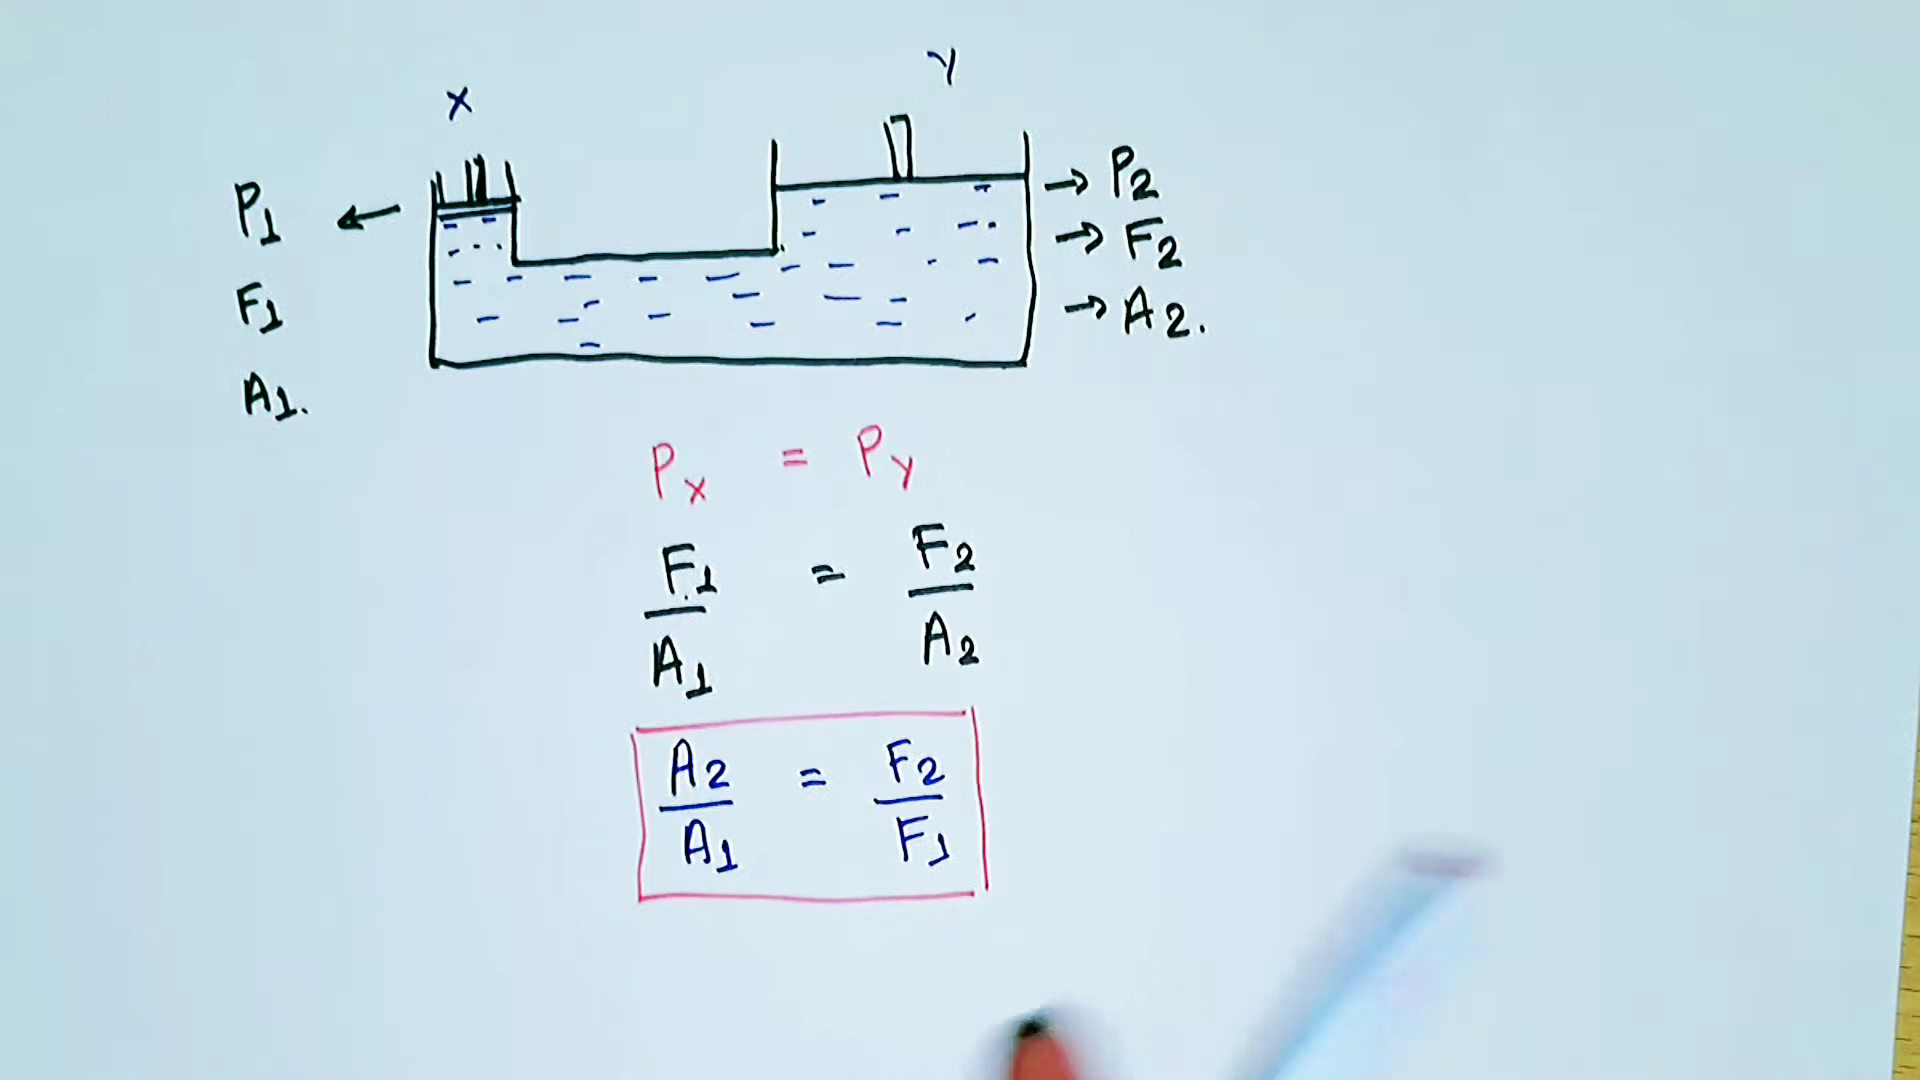 X
Y
P1
F1
A1.
→ P2
→ F2
→ A2.
Px = Py
F1/A1 = F2/A2
A2/A1 = F2/F1